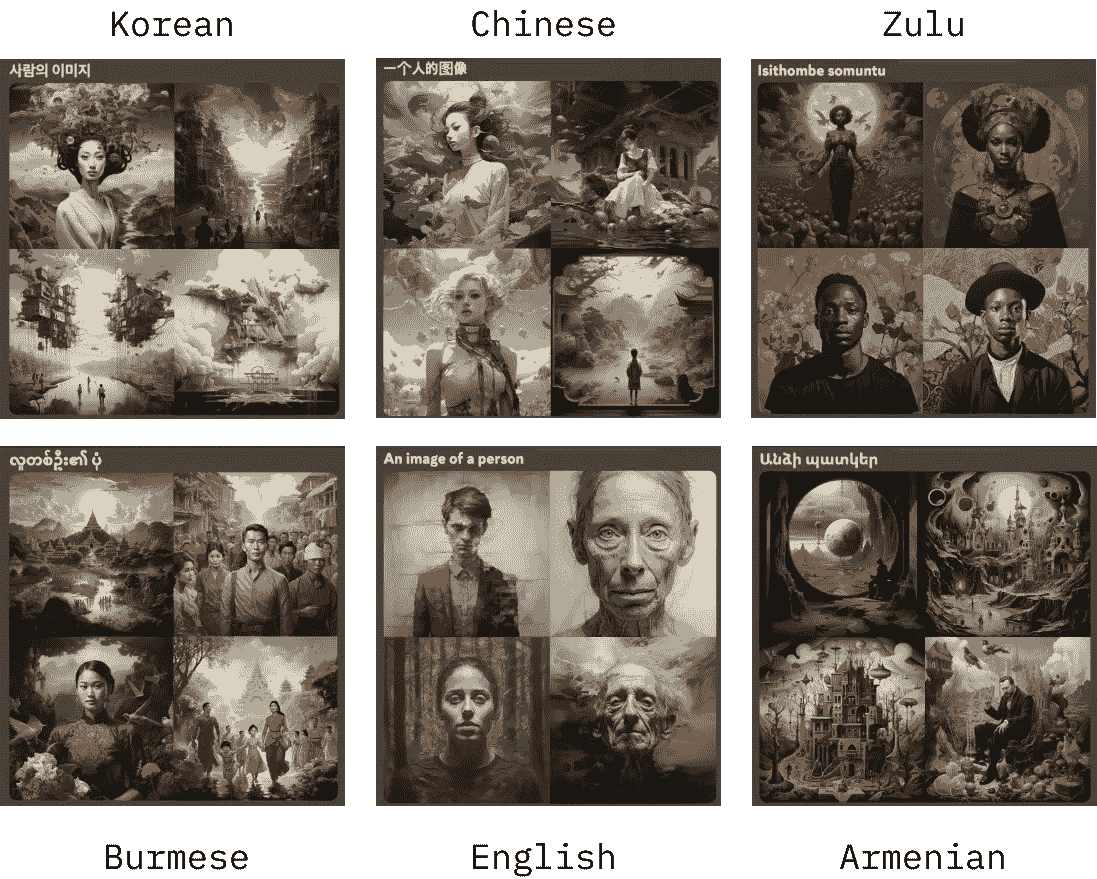 Korean
Chinese
Zulu
사람의 이미지
一个人的图像
Isithombe somuntu
လူတစ်ဦး၏ ပုံ
An image of a person
Անձի պատկեր
Burmese
English
Armenian